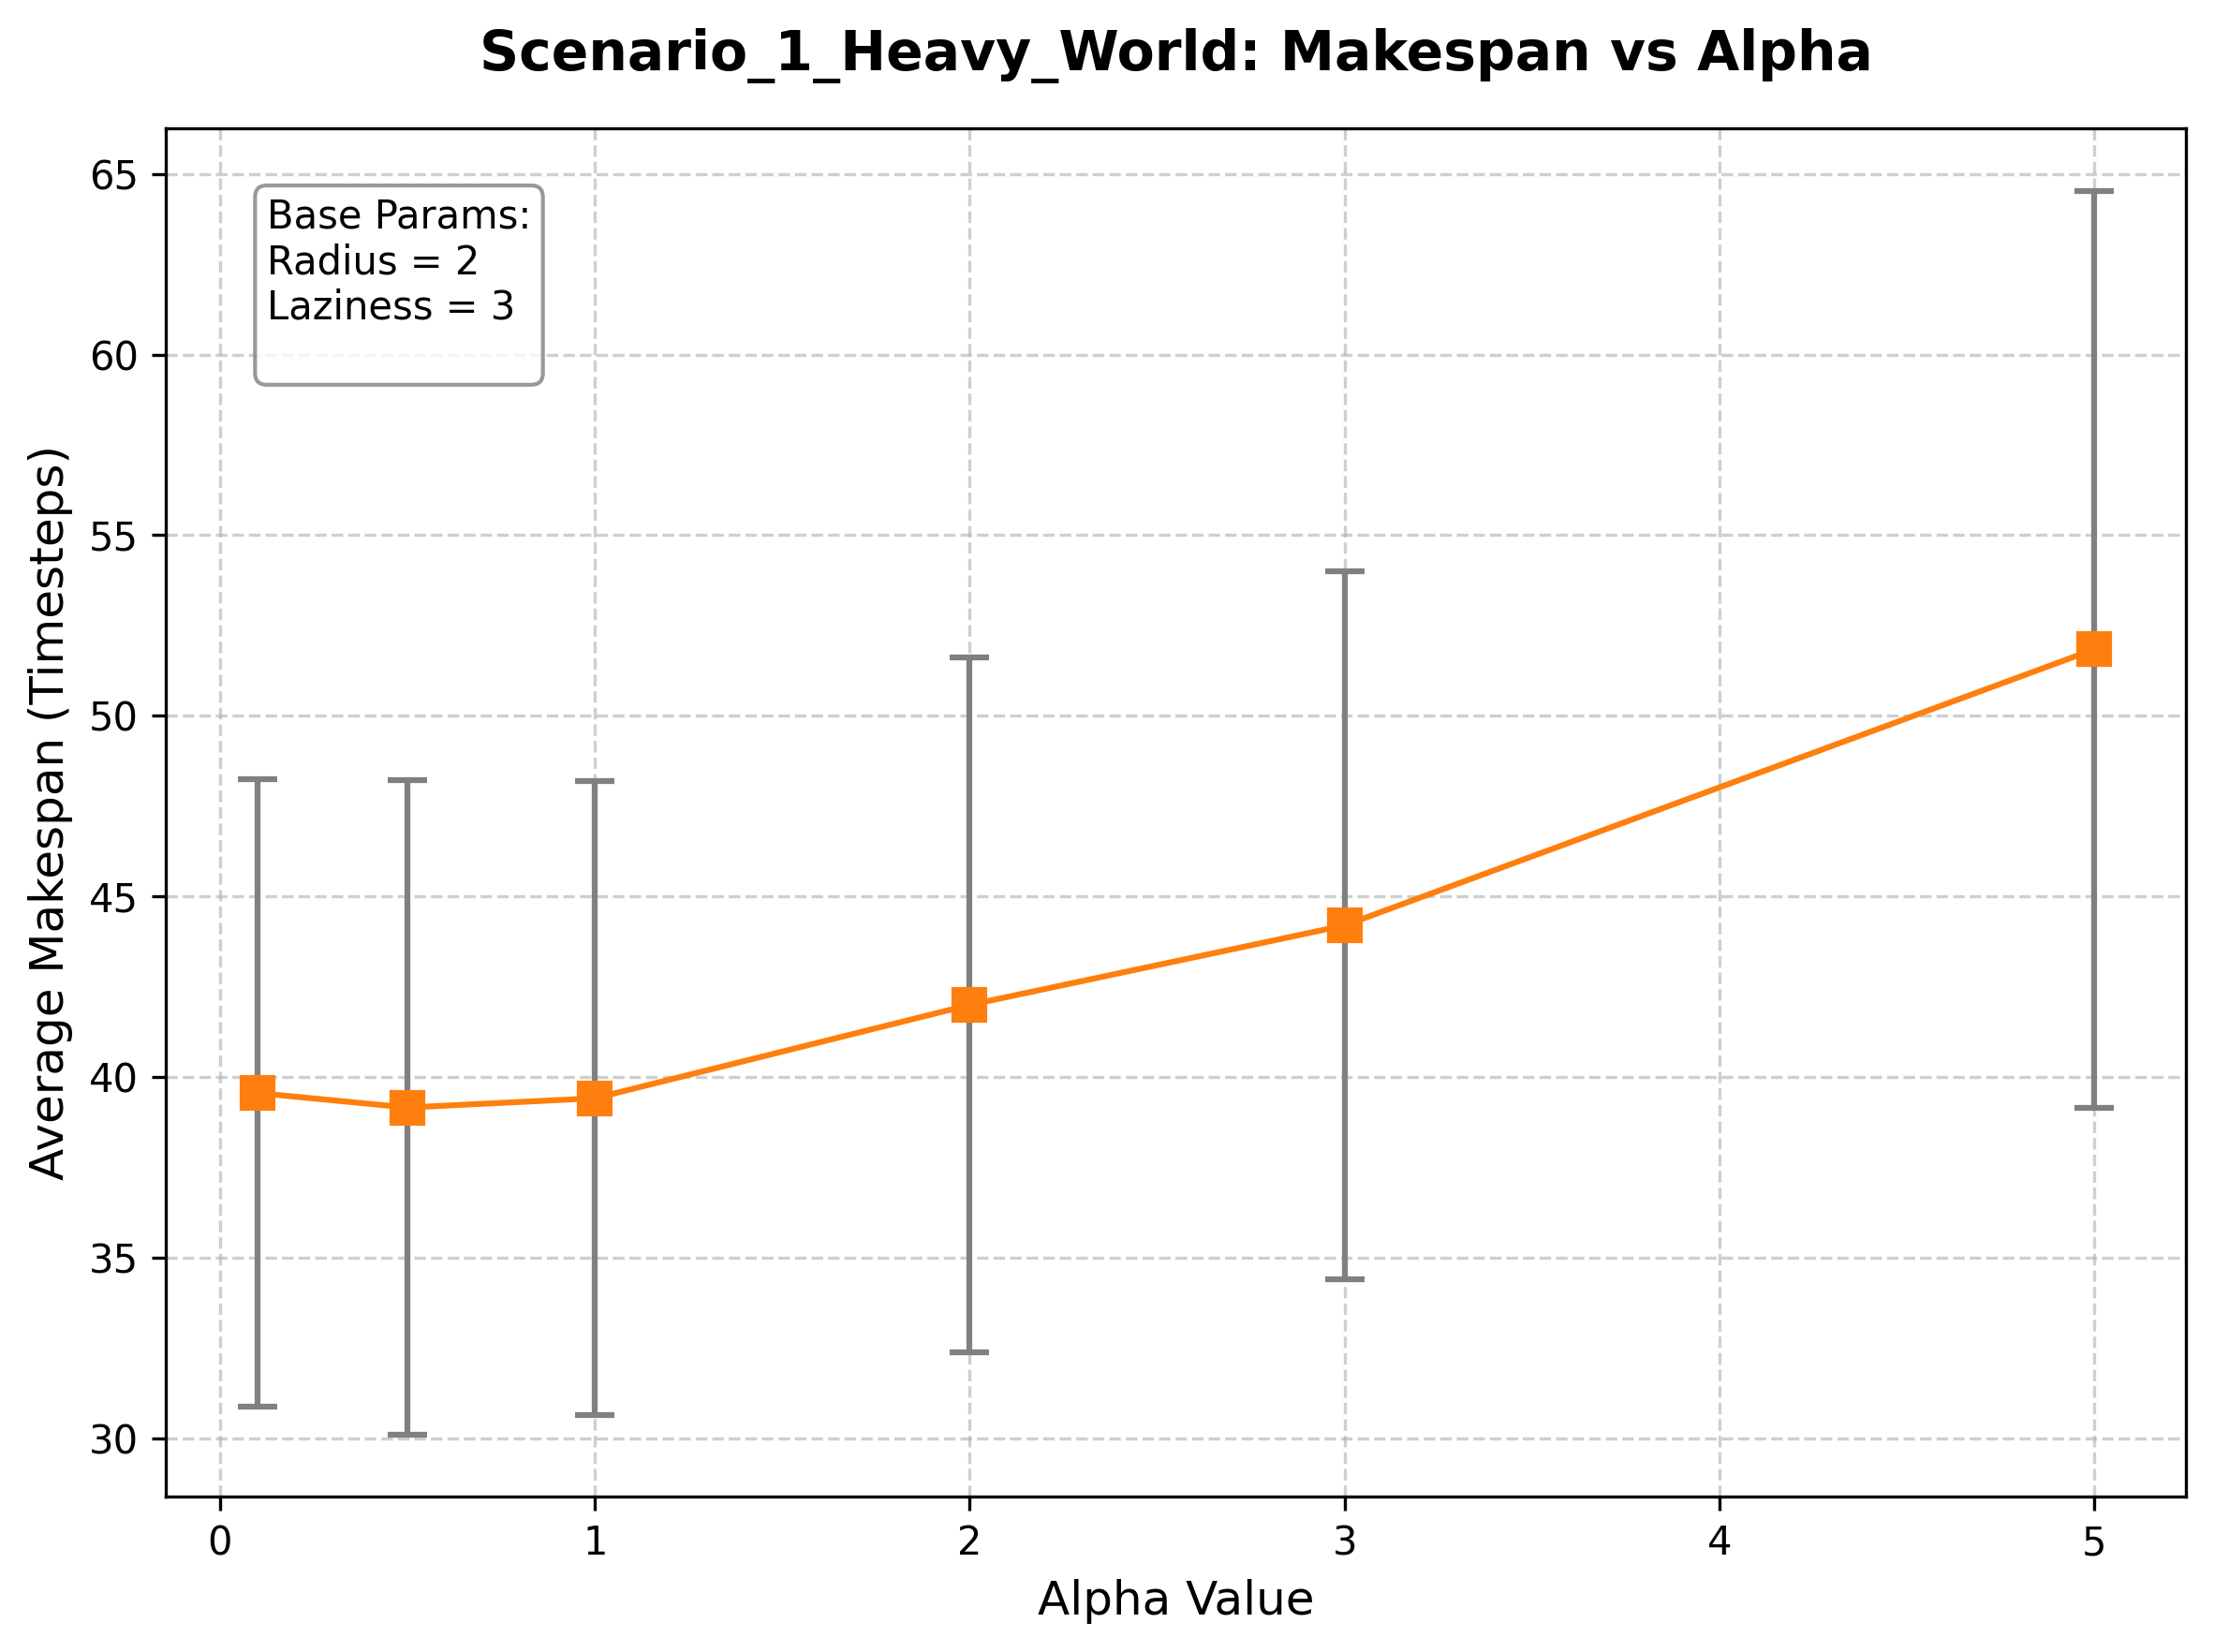 Scenario_1_Heavy_World: Makespan vs Alpha
65
60
55
50
45
40
35
30
Average Makespan (Timesteps)
Base Params:
Radius = 2
Laziness = 3
0 1 2 3 4 5
Alpha Value